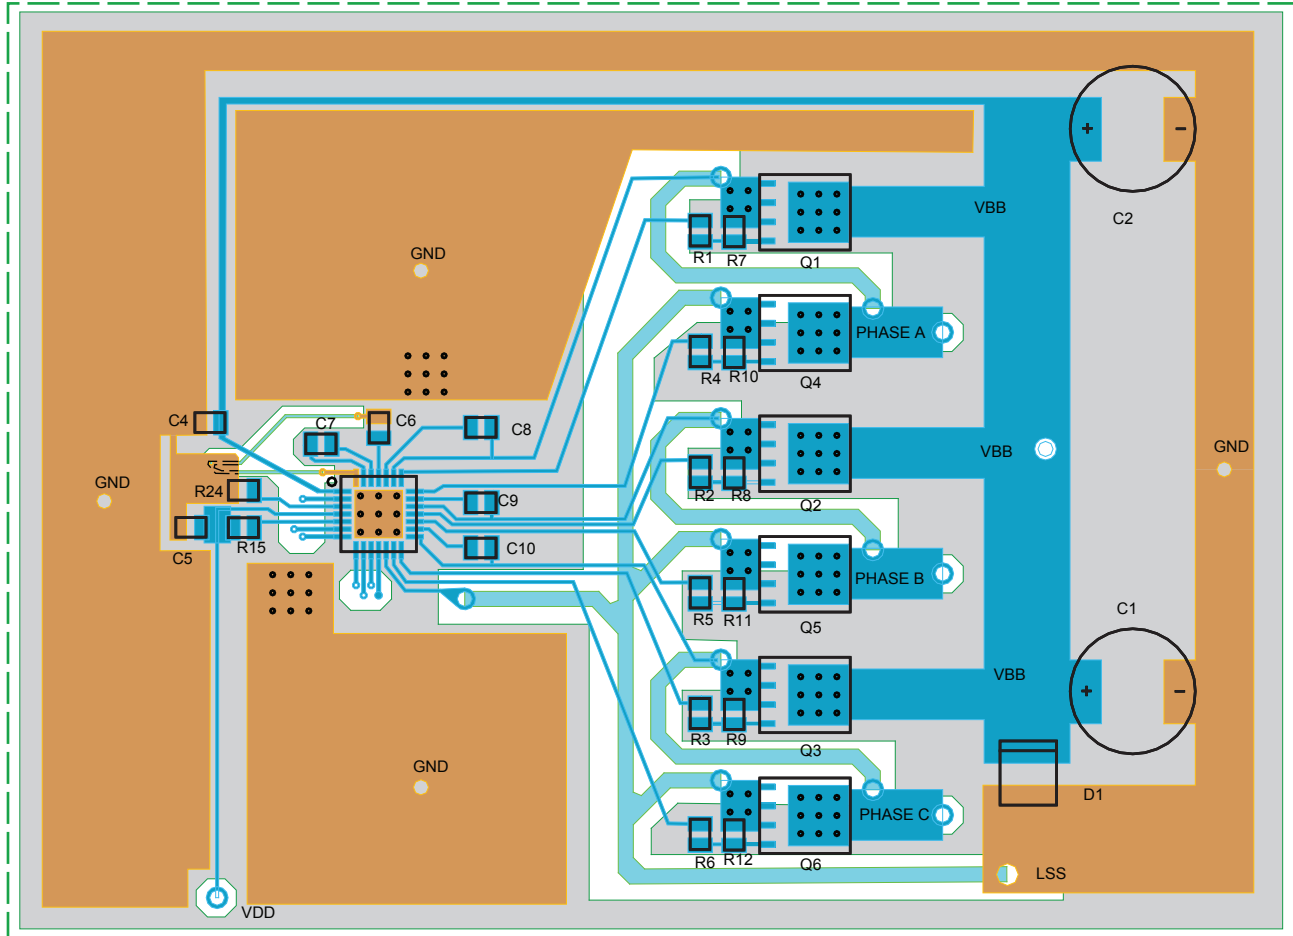 +
-
C2
VBB
GND
R1
R7
Q1
PHASE A
R4
R10
Q4
C4
C7
C6
C8
VBB
GND
GND
R24
C9
R2
R8
Q2
C5
R15
C10
PHASE B
R5
R11
Q5
C1
VBB
+
-
R3
R9
Q3
GND
D1
PHASE C
R6
R12
Q6
LSS
VDD